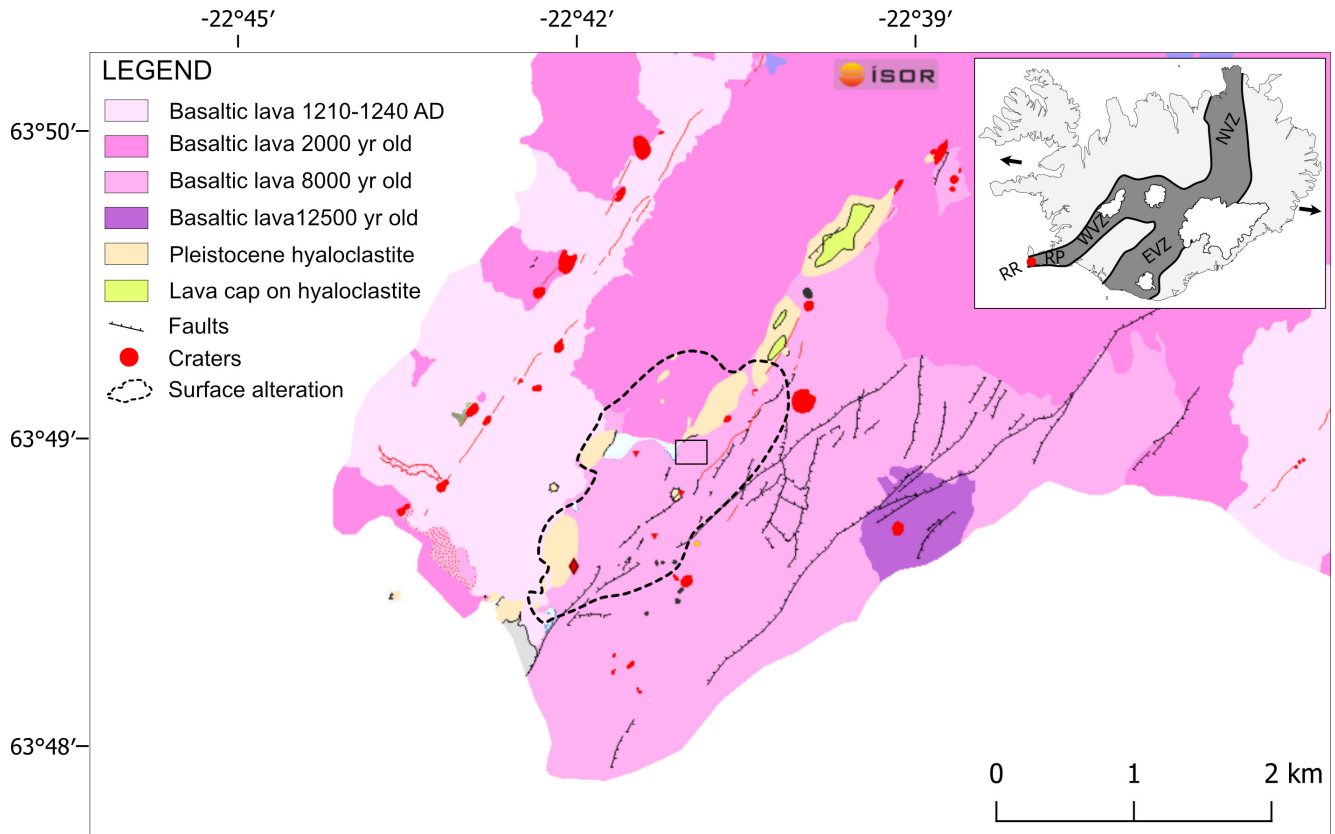 -22°45′ -22°42′ -22°39′
LEGEND
Basaltic lava 1210-1240 AD
Basaltic lava 2000 yr old
Basaltic lava 8000 yr old
Basaltic lava12500 yr old
Pleistocene hyaloclastite
Lava cap on hyaloclastite
Faults
Craters
Surface alteration
ÍSOR
NVZ
WVZ
EVZ
RR
RP
63°50′
63°49′
63°48′
0 1 2 km